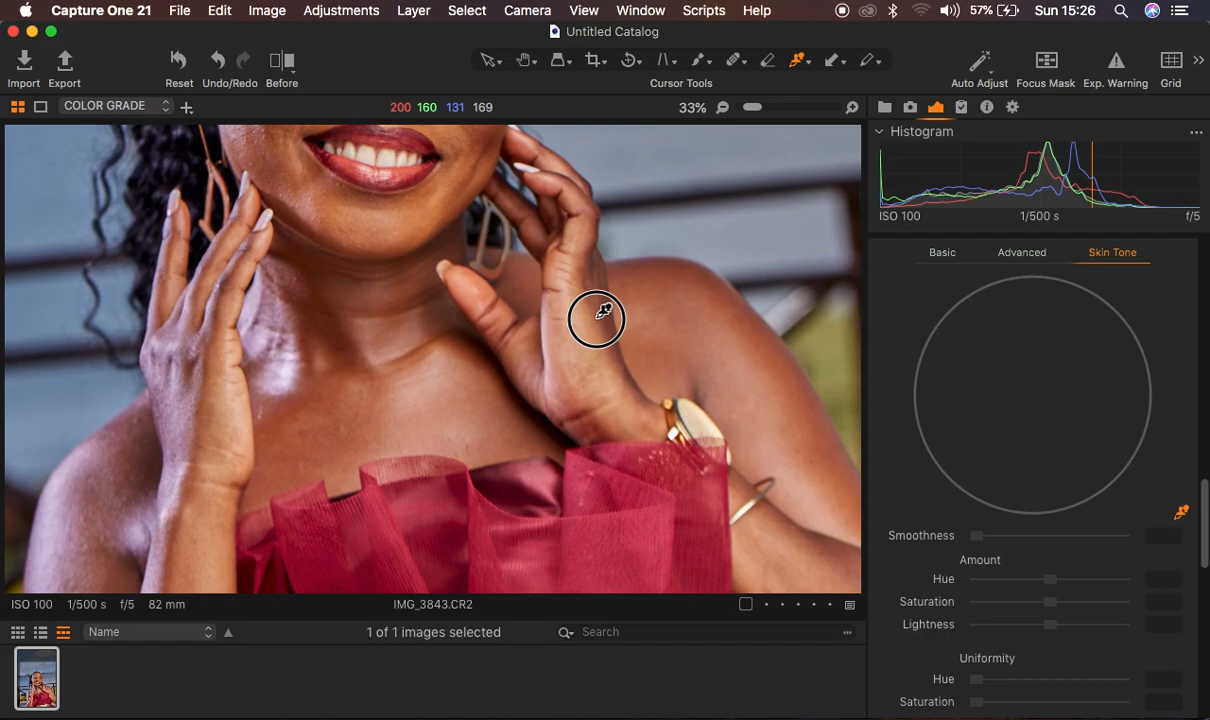 Capture One 21 File Edit Image Adjustments Layer Select Camera View Window Scripts Help 57% Sun 15:26
Untitled Catalog
Import Export Reset Undo/Redo Before Cursor Tools Auto Adjust Focus Mask Exp. Warning Grid
COLOR GRADE 200 160 131 169 33%
Histogram
ISO 100 1/500 s f/5
Basic Advanced Skin Tone
Smoothness
Amount
Hue
Saturation
Lightness
Uniformity
Hue
Saturation
ISO 100 1/500 s f/5 82 mm IMG_3843.CR2
Name 1 of 1 images selected Search